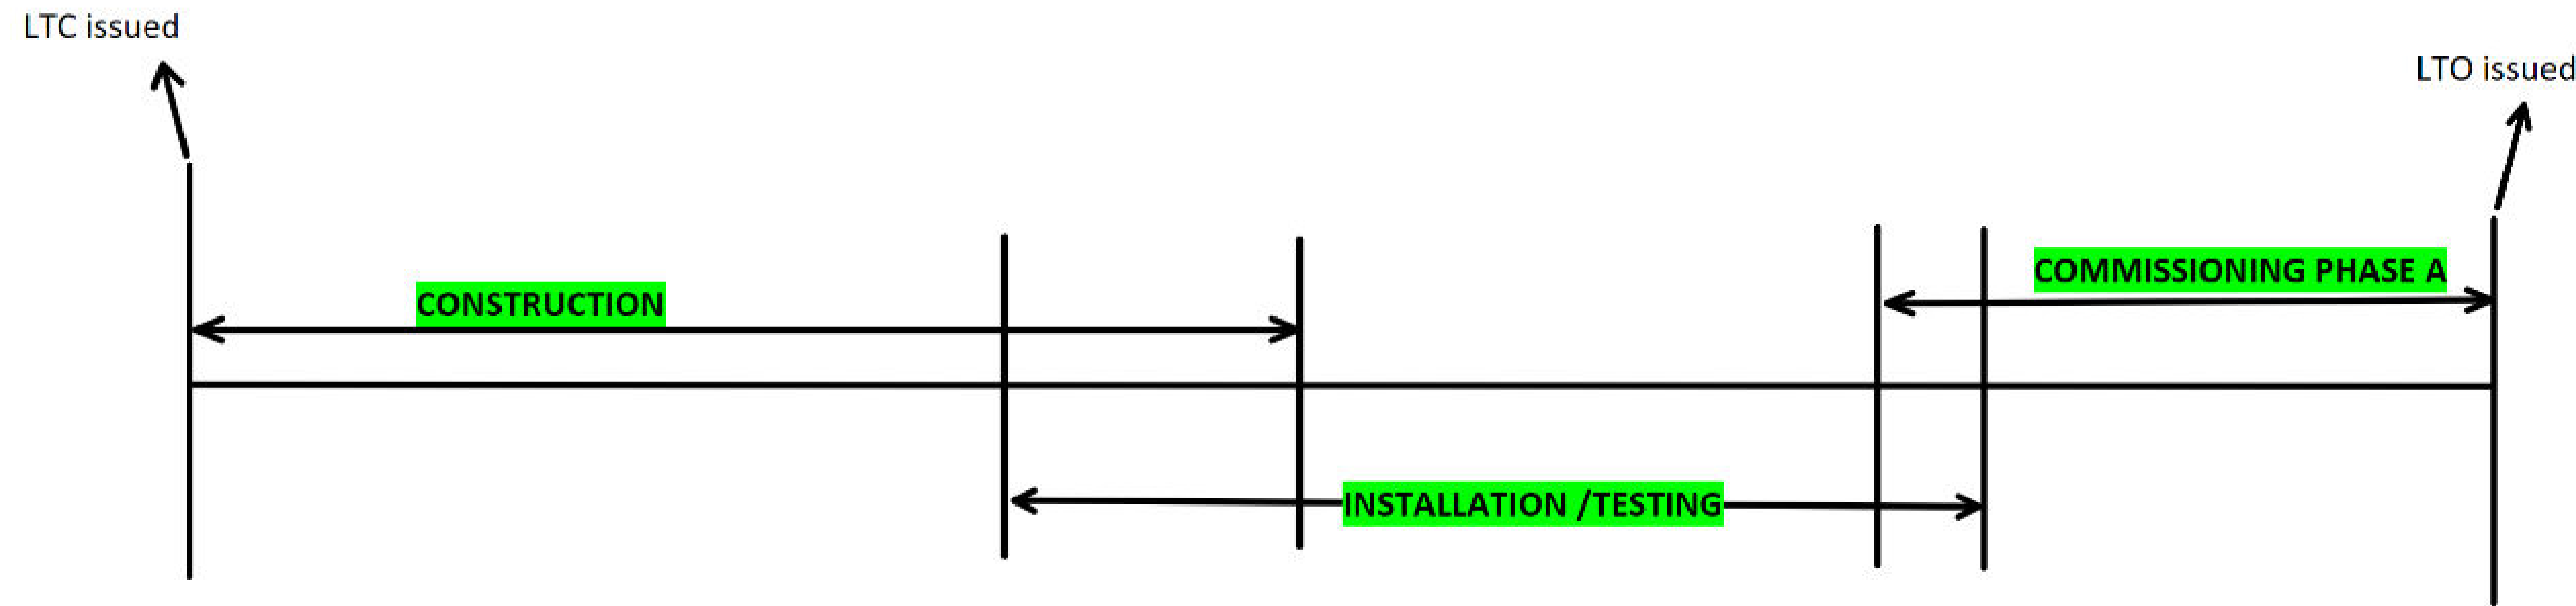 LTC issued
LTO issued
COMMISSIONING PHASE A
CONSTRUCTION
INSTALLATION /TESTING